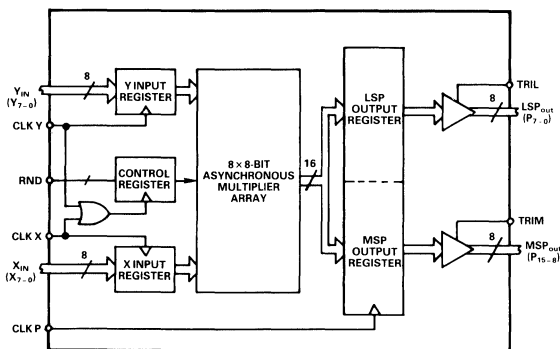 Y IN
(Y7-0)
8
Y INPUT
REGISTER
CLK Y
RND
CONTROL
REGISTER
CLK X
X IN
(X7-0)
8
X INPUT
REGISTER
CLK P
8 × 8-BIT
ASYNCHRONOUS
MULTIPLIER
ARRAY
16
LSP
OUTPUT
REGISTER
MSP
OUTPUT
REGISTER
TRIL
8
LSPout
(P7-0)
TRIM
8
MSPout
(P15-8)